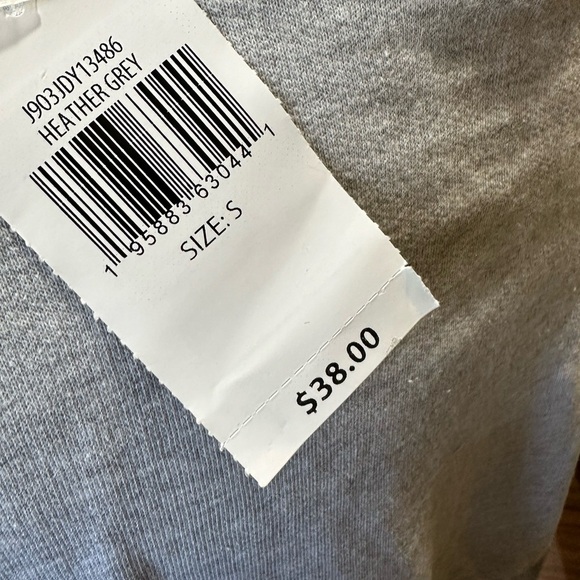 J903JDY13486
HEATHER GREY
1 95883 63044 1
SIZE: S
$38.00